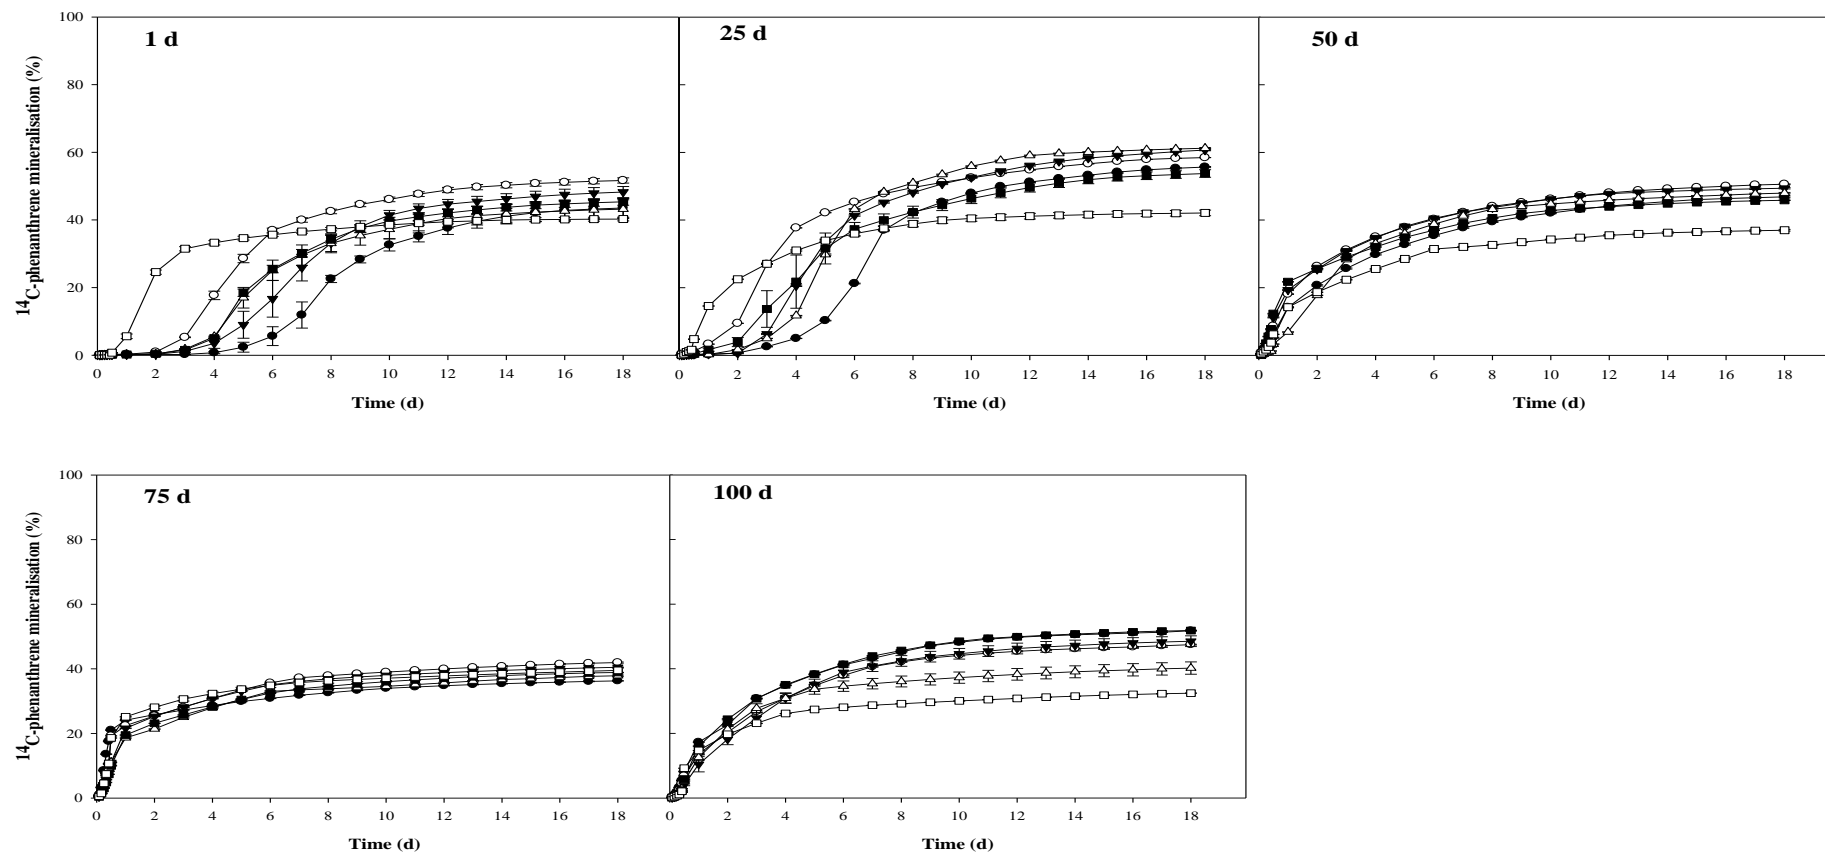 1 d
25 d
50 d
14C-phenanthrene mineralisation (%)
100
80
60
40
20
0
0 2 4 6 8 10 12 14 16 18
0 2 4 6 8 10 12 14 16 18
0 2 4 6 8 10 12 14 16 18
Time (d)
Time (d)
Time (d)
75 d
100 d
14C-phenanthrene mineralisation (%)
100
80
60
40
20
0
0 2 4 6 8 10 12 14 16 18
0 2 4 6 8 10 12 14 16 18
Time (d)
Time (d)